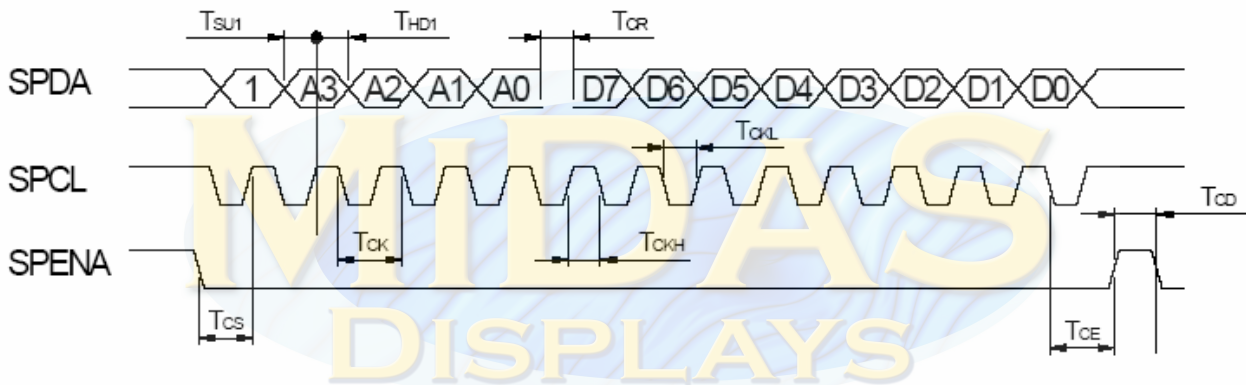 TSU1 THD1 TCR
SPDA 1 A3 A2 A1 A0 D7 D6 D5 D4 D3 D2 D1 D0
TCKL
SPCL
TCD
TCK TCKH
SPENA
TCS TCE
MIDAS
DISPLAYS